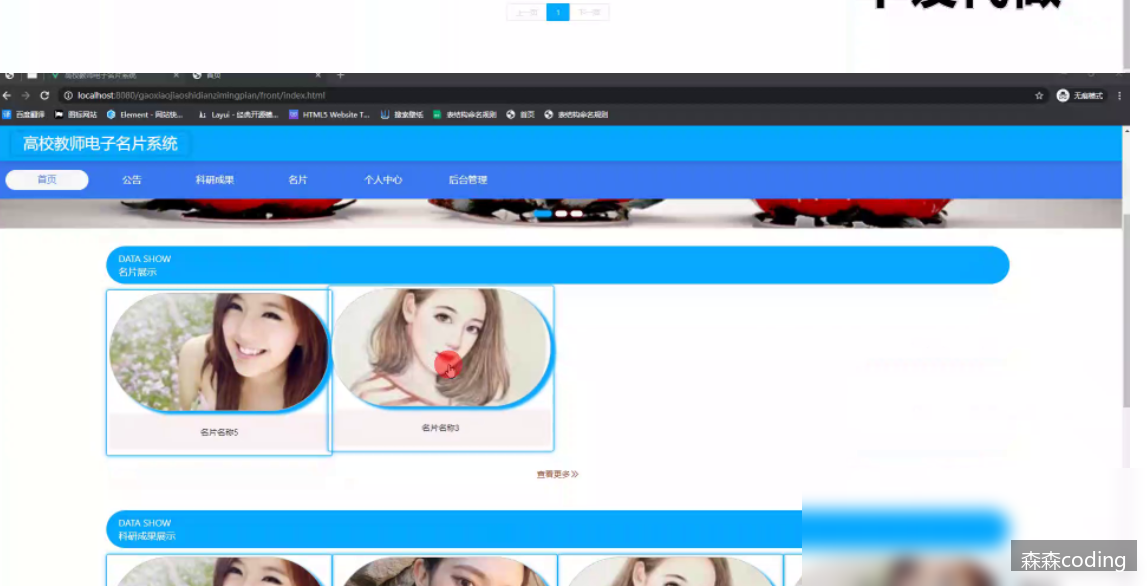 上一页 1 下一页
高校教师电子名片系统 首页
localhost:8080/gaoxiaojiaoshidianzimingpian/front/index.html 无痕模式
百度翻译 图标网站 Element - 网站快... Layui - 经典开源模... HTML5 Website T... 搜索壁纸 表结构命名规则 首页 表结构命名规则
高校教师电子名片系统
首页 公告 科研成果 名片 个人中心 后台管理
DATA SHOW
名片展示
名片名称5 名片名称3
查看更多
DATA SHOW
科研成果展示
森森coding